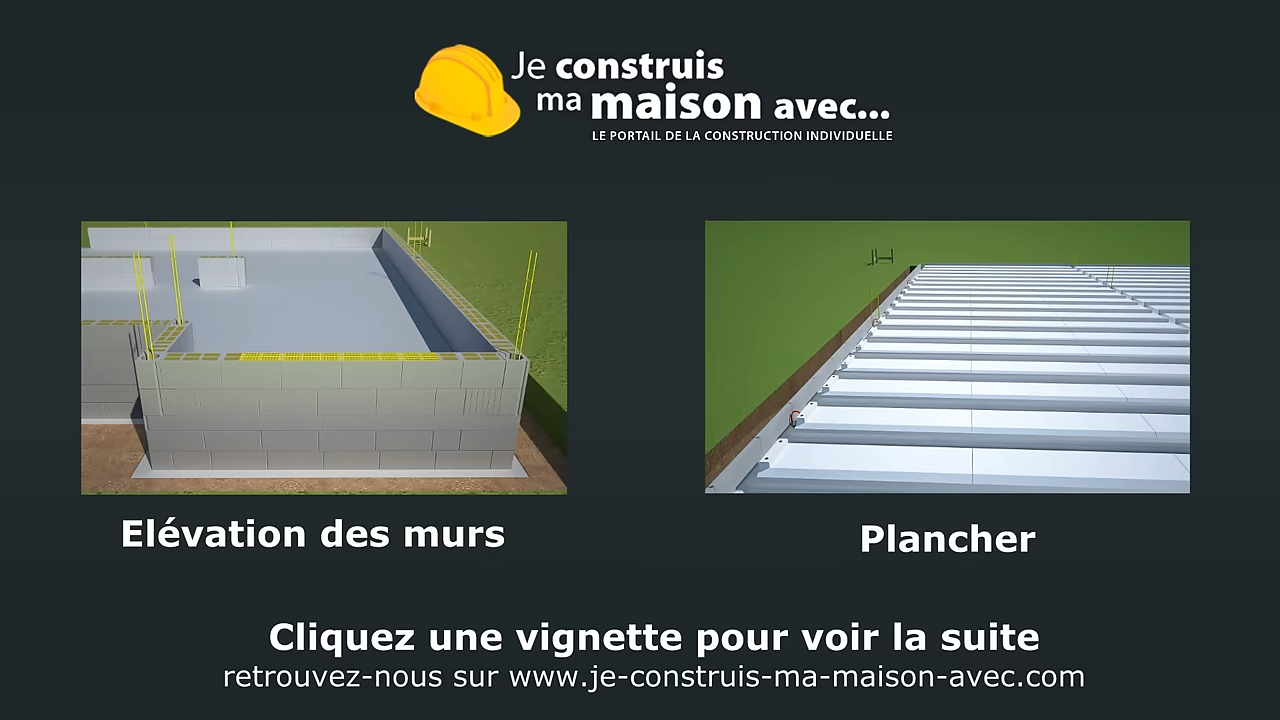 Je construis
ma maison avec...
LE PORTAIL DE LA CONSTRUCTION INDIVIDUELLE
Elévation des murs
Plancher
Cliquez une vignette pour voir la suite
retrouvez-nous sur www.je-construis-ma-maison-avec.com